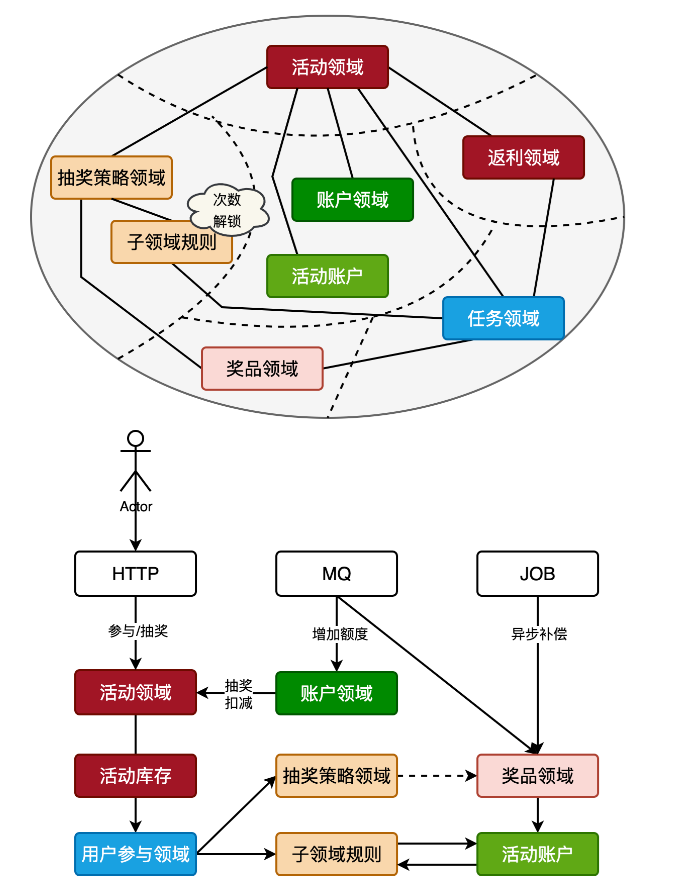 活动领域
返利领域
抽奖策略领域
次数
解锁
账户领域
子领域规则
活动账户
任务领域
奖品领域
Actor
HTTP
MQ
JOB
参与/抽奖
增加额度
异步补偿
活动领域
抽奖
扣减
账户领域
活动库存
抽奖策略领域
奖品领域
用户参与领域
子领域规则
活动账户